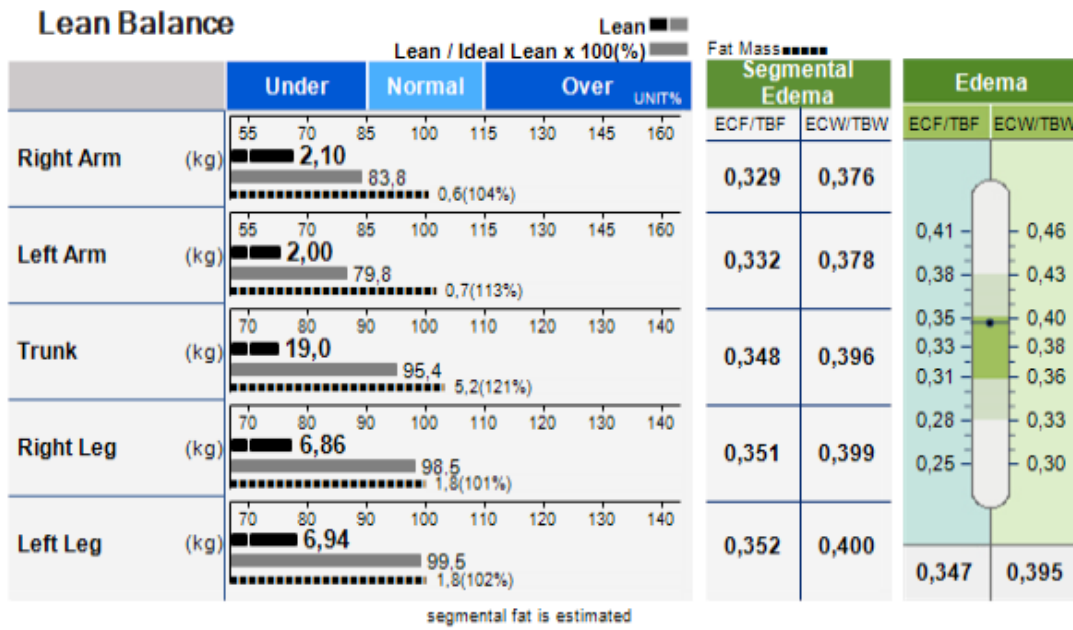 Lean Balance
Lean
Lean / Ideal Lean x 100(%)
Fat Mass
Under Normal Over UNIT%
Segmental Edema
Edema
ECF/TBF ECW/TBW
ECF/TBF ECW/TBW
Right Arm (kg)
55 70 85 100 115 130 145 160
2,10
83,8
0,6(104%)
0,329 0,376
Left Arm (kg)
55 70 85 100 115 130 145 160
2,00
79,8
0,7(113%)
0,332 0,378
Trunk (kg)
70 80 90 100 110 120 130 140
19,0
95,4
5,2(121%)
0,348 0,396
Right Leg (kg)
70 80 90 100 110 120 130 140
6,86
98,5
1,8(101%)
0,351 0,399
Left Leg (kg)
70 80 90 100 110 120 130 140
6,94
99,5
1,8(102%)
0,352 0,400
0,41 0,46
0,38 0,43
0,35 0,40
0,33 0,38
0,31 0,36
0,28 0,33
0,25 0,30
0,347 0,395
segmental fat is estimated